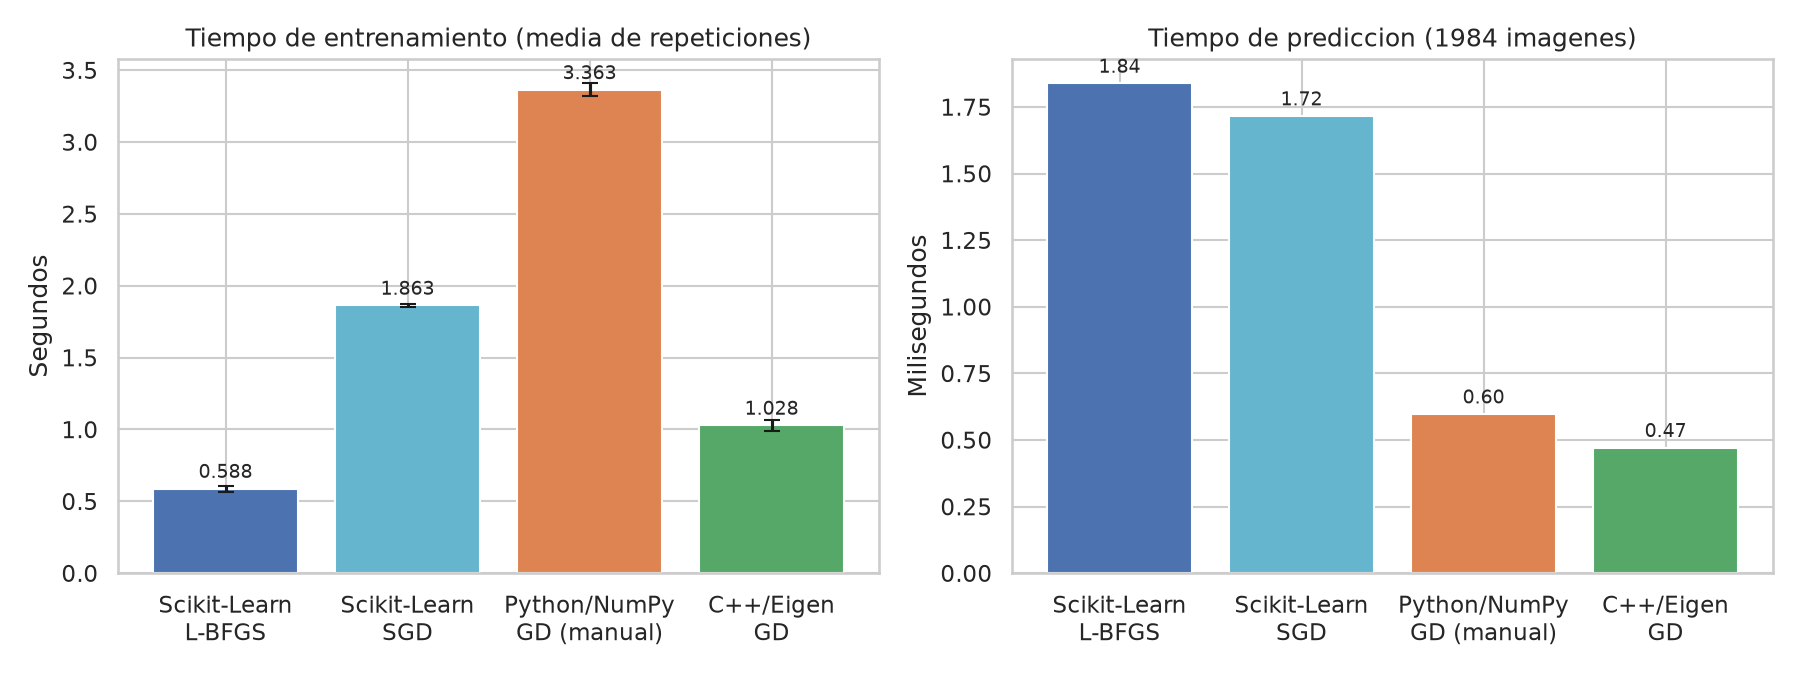 Tiempo de entrenamiento (media de repeticiones)
Segundos
3.5
3.0
2.5
2.0
1.5
1.0
0.5
0.0
0.588
1.863
3.363
1.028
Scikit-Learn
L-BFGS
Scikit-Learn
SGD
Python/NumPy
GD (manual)
C++/Eigen
GD
Tiempo de prediccion (1984 imagenes)
Milisegundos
1.75
1.50
1.25
1.00
0.75
0.50
0.25
0.00
1.84
1.72
0.60
0.47
Scikit-Learn
L-BFGS
Scikit-Learn
SGD
Python/NumPy
GD (manual)
C++/Eigen
GD